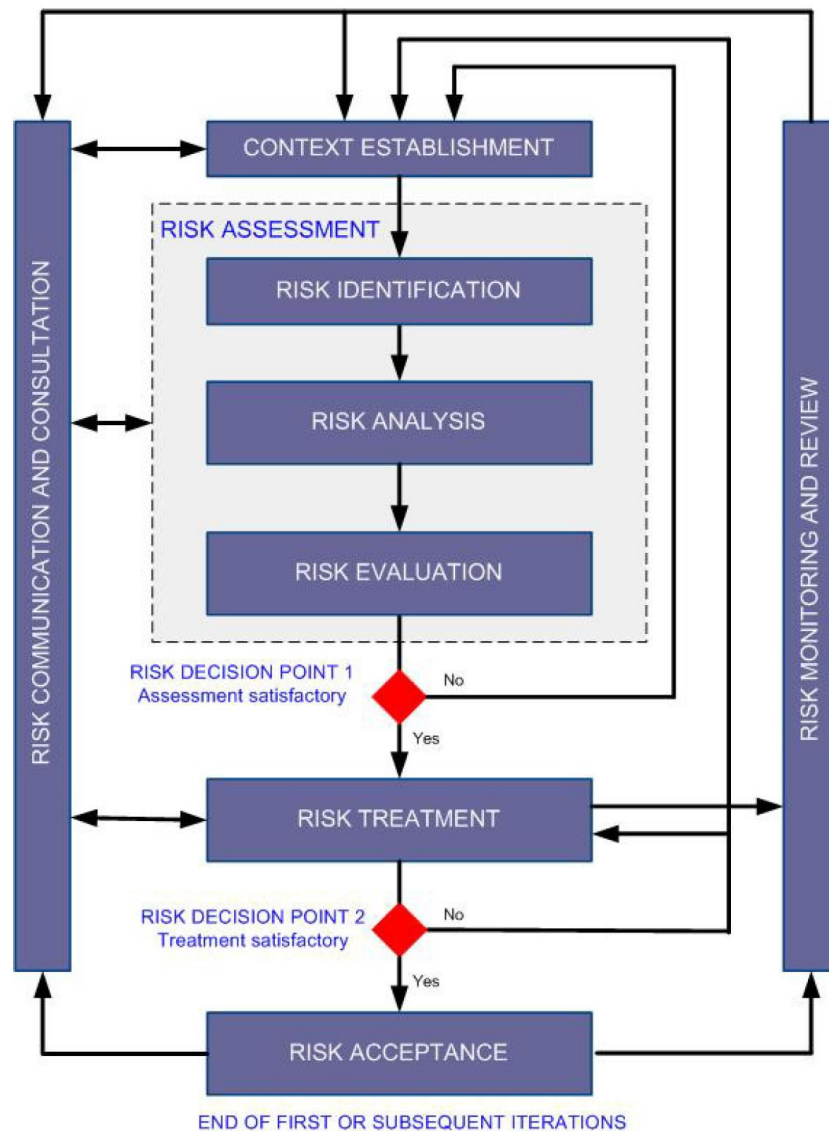 CONTEXT ESTABLISHMENT
RISK ASSESSMENT
RISK IDENTIFICATION
RISK ANALYSIS
RISK EVALUATION
RISK COMMUNICATION AND CONSULTATION
RISK MONITORING AND REVIEW
RISK DECISION POINT 1
Assessment satisfactory
No
Yes
RISK TREATMENT
RISK DECISION POINT 2
Treatment satisfactory
No
Yes
RISK ACCEPTANCE
END OF FIRST OR SUBSEQUENT ITERATIONS